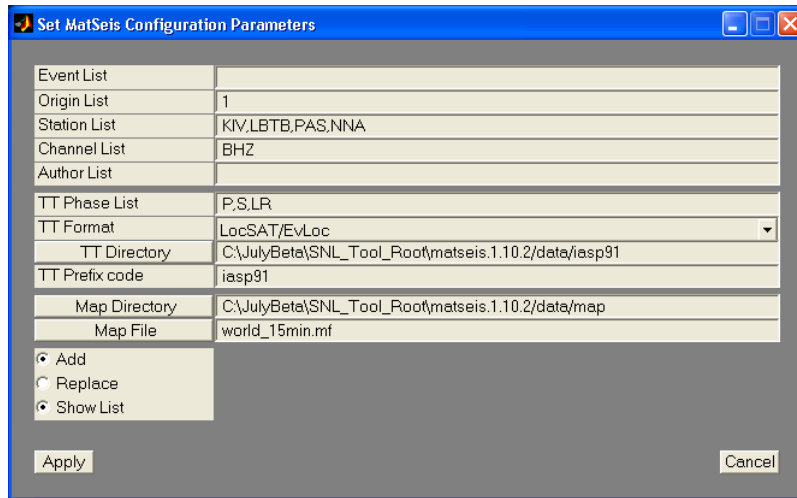 Set MatSeis Configuration Parameters
Event List
Origin List 1
Station List KIV,LBTB,PAS,NNA
Channel List BHZ
Author List
TT Phase List P,S,LR
TT Format LocSAT/EvLoc
TT Directory C:\JulyBeta\SNL_Tool_Root\matseis.1.10.2/data/iasp91
TT Prefix code iasp91
Map Directory C:\JulyBeta\SNL_Tool_Root\matseis.1.10.2/data/map
Map File world_15min.mf
Add
Replace
Show List
Apply Cancel